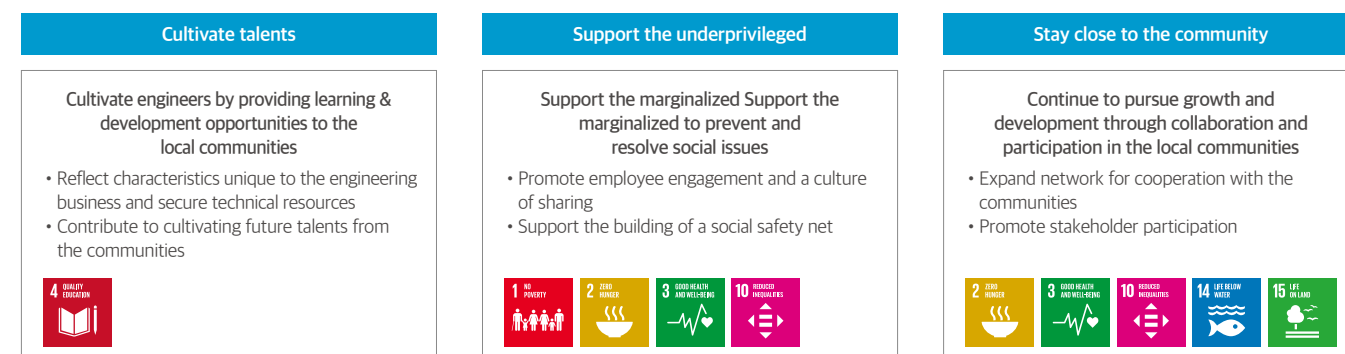 Cultivate talents
Cultivate engineers by providing learning &
development opportunities to the
local communities
• Reflect characteristics unique to the engineering
business and secure technical resources
• Contribute to cultivating future talents from
the communities
4 QUALITY
EDUCATION
Support the underprivileged
Support the marginalized Support the
marginalized to prevent and
resolve social issues
• Promote employee engagement and a culture
of sharing
• Support the building of a social safety net
1 NO
POVERTY
2 ZERO
HUNGER
3 GOOD HEALTH
AND WELL-BEING
10 REDUCED
INEQUALITIES
Stay close to the community
Continue to pursue growth and
development through collaboration and
participation in the local communities
• Expand network for cooperation with the
communities
• Promote stakeholder participation
2 ZERO
HUNGER
3 GOOD HEALTH
AND WELL-BEING
10 REDUCED
INEQUALITIES
14 LIFE BELOW
WATER
15 LIFE
ON LAND